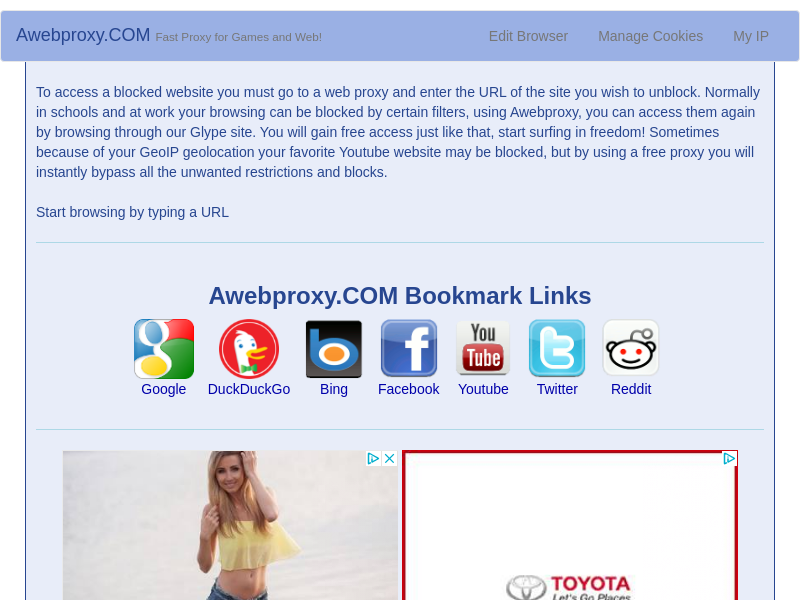 Awebproxy.COM Fast Proxy for Games and Web! Edit Browser Manage Cookies My IP
To access a blocked website you must go to a web proxy and enter the URL of the site you wish to unblock. Normally
in schools and at work your browsing can be blocked by certain filters, using Awebproxy, you can access them again
by browsing through our Glype site. You will gain free access just like that, start surfing in freedom! Sometimes
because of your GeoIP geolocation your favorite Youtube website may be blocked, but by using a free proxy you will
instantly bypass all the unwanted restrictions and blocks.
Start browsing by typing a URL
Awebproxy.COM Bookmark Links
You
Tube
Google DuckDuckGo Bing Facebook Youtube Twitter Reddit
TOYOTA
Let's Go Places